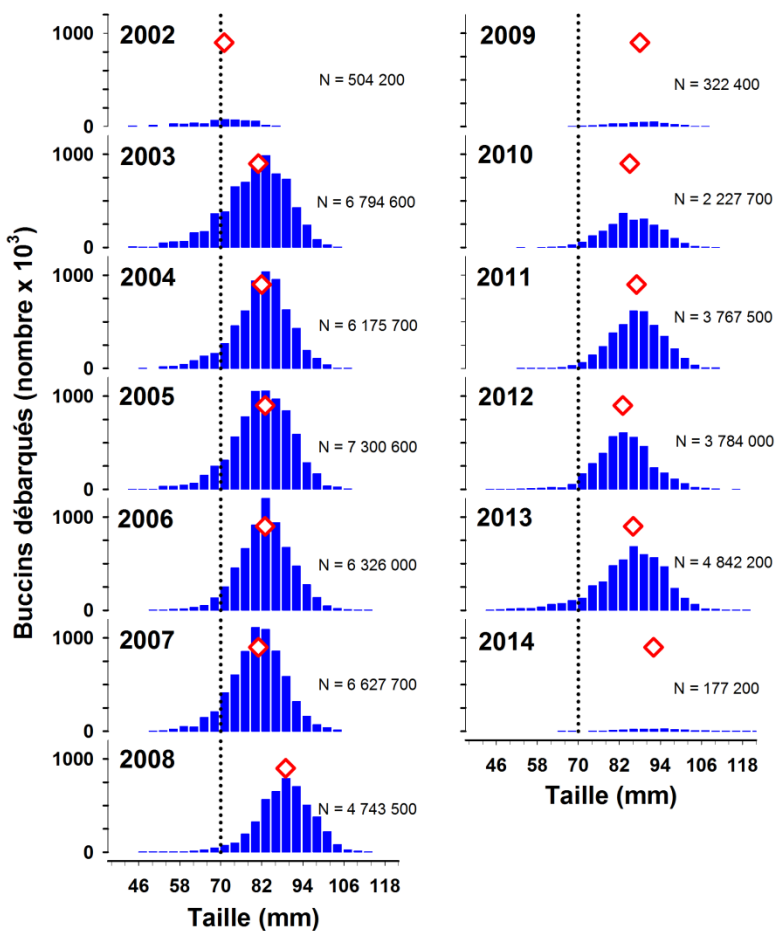 Buccins débarqués (nombre x 10³)
2002
N = 504 200
1000
0
2003
N = 6 794 600
1000
0
2004
N = 6 175 700
1000
0
2005
N = 7 300 600
1000
0
2006
N = 6 326 000
1000
0
2007
N = 6 627 700
1000
0
2008
N = 4 743 500
1000
0
46 58 70 82 94 106 118
Taille (mm)
2009
N = 322 400
2010
N = 2 227 700
2011
N = 3 767 500
2012
N = 3 784 000
2013
N = 4 842 200
2014
N = 177 200
46 58 70 82 94 106 118
Taille (mm)